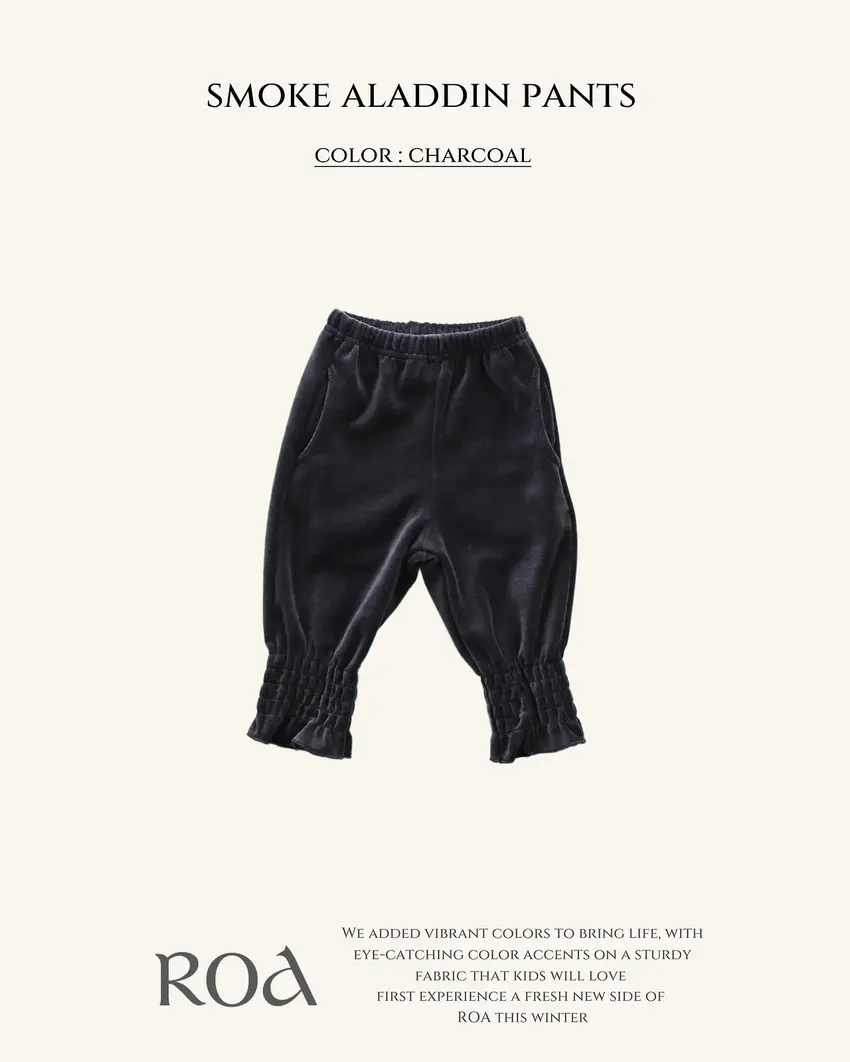 SMOKE ALADDIN PANTS
COLOR : CHARCOAL
ROA
WE ADDED VIBRANT COLORS TO BRING LIFE, WITH
EYE-CATCHING COLOR ACCENTS ON A STURDY
FABRIC THAT KIDS WILL LOVE
FIRST EXPERIENCE A FRESH NEW SIDE OF
ROA THIS WINTER